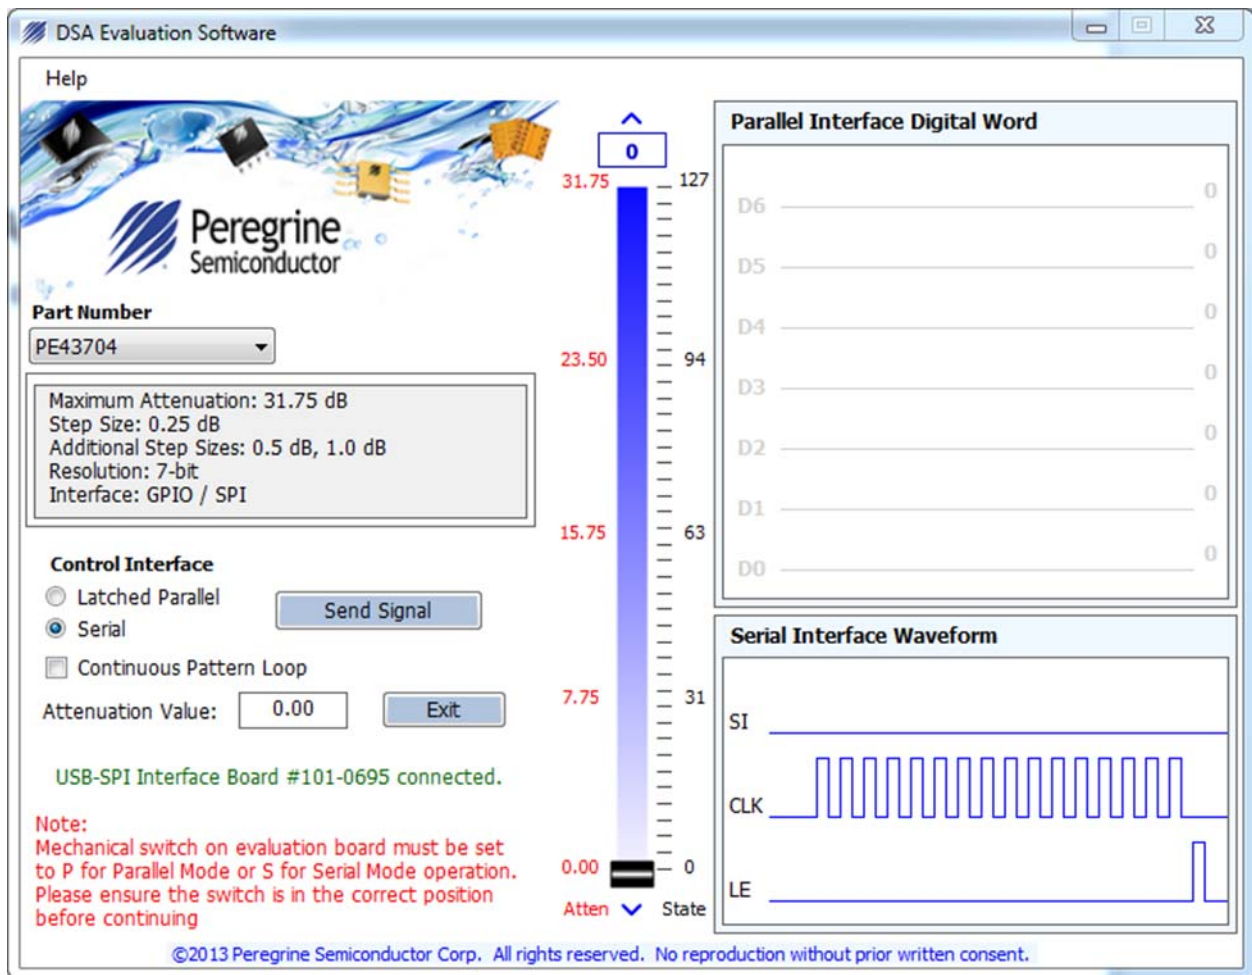 DSA Evaluation Software
Help
Peregrine
Semiconductor
Part Number
PE43704
Maximum Attenuation: 31.75 dB
Step Size: 0.25 dB
Additional Step Sizes: 0.5 dB, 1.0 dB
Resolution: 7-bit
Interface: GPIO / SPI
Control Interface
Latched Parallel
Serial
Send Signal
Continuous Pattern Loop
Attenuation Value: 0.00
Exit
USB-SPI Interface Board #101-0695 connected.
Note:
Mechanical switch on evaluation board must be set
to P for Parallel Mode or S for Serial Mode operation.
Please ensure the switch is in the correct position
before continuing
0
31.75 127
23.50 94
15.75 63
7.75 31
0.00 0
Atten State
Parallel Interface Digital Word
D6 0
D5 0
D4 0
D3 0
D2 0
D1 0
D0 0
Serial Interface Waveform
SI
CLK
LE
©2013 Peregrine Semiconductor Corp. All rights reserved. No reproduction without prior written consent.